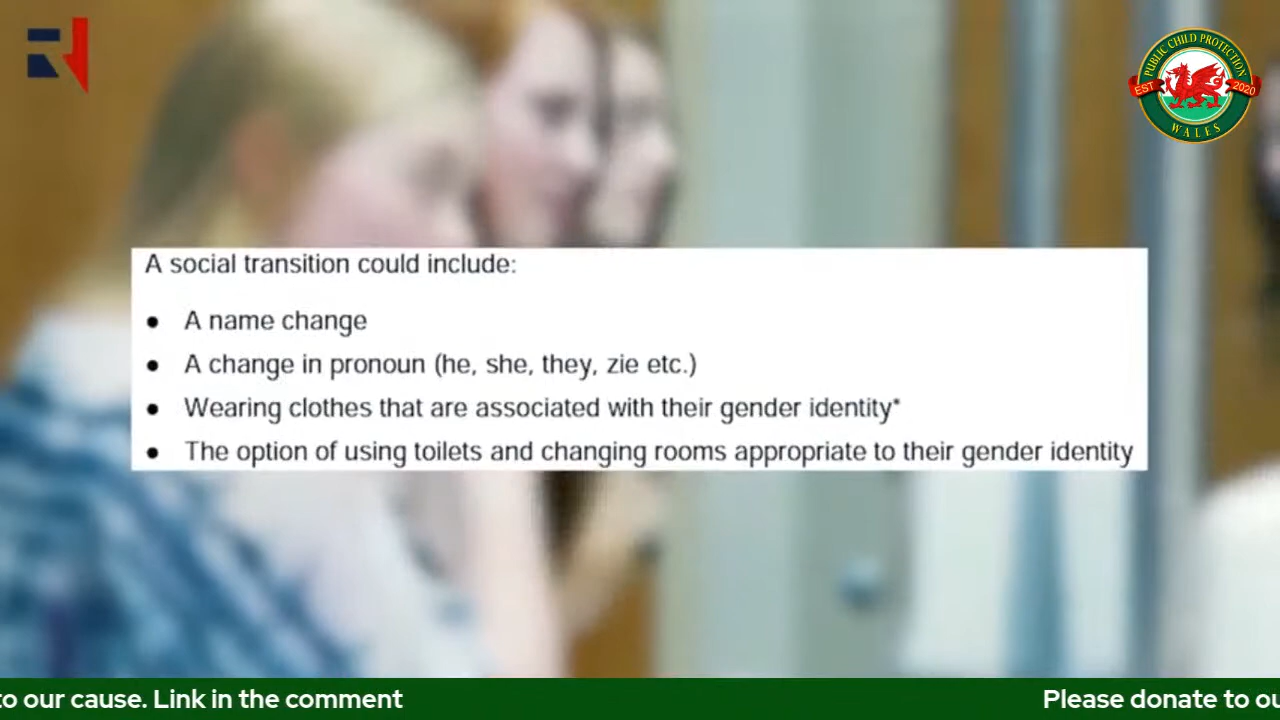 PUBLIC CHILD PROTECTION
EST 2020
WALES
A social transition could include:
● A name change
● A change in pronoun (he, she, they, zie etc.)
● Wearing clothes that are associated with their gender identity*
● The option of using toilets and changing rooms appropriate to their gender identity
to our cause. Link in the comment
Please donate to ou